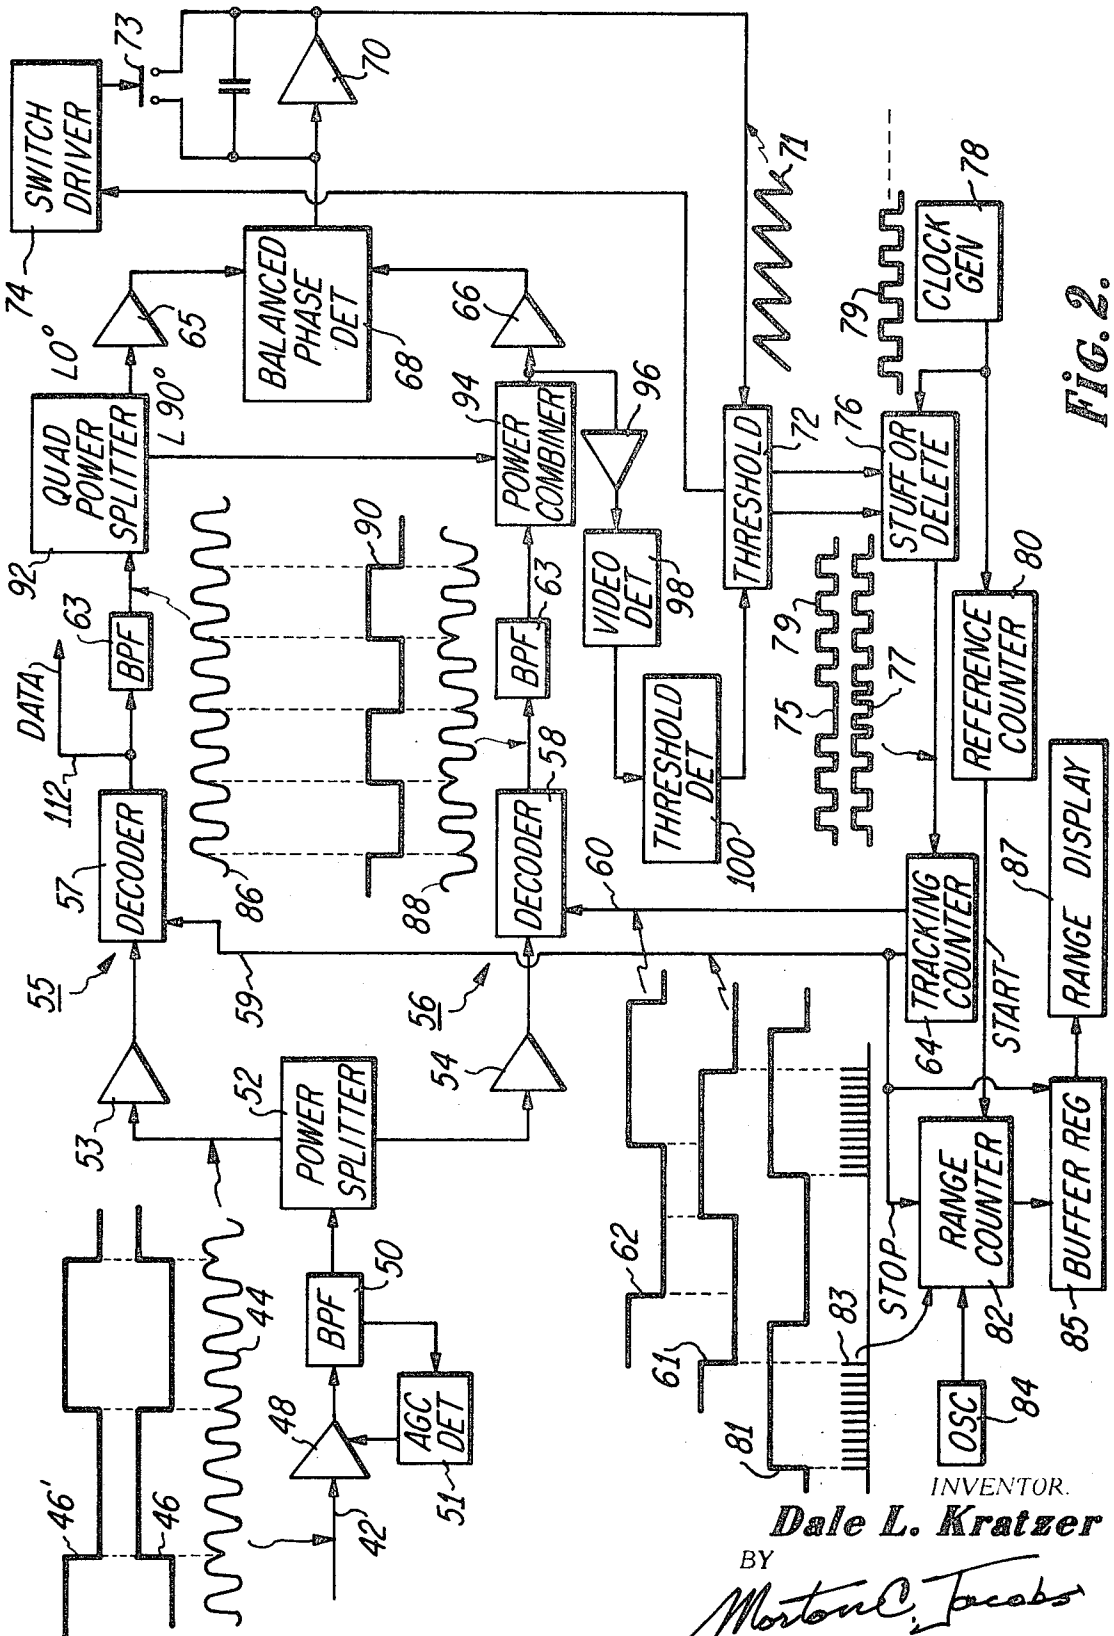 74
SWITCH
DRIVER
73
70
L0°
65
L90°
92
QUAD
POWER
SPLITTER
BALANCED
PHASE
DET
68
66
DATA
112
63
BPF
57
DECODER
55
59
86
90
88
94
POWER
COMBINER
63
BPF
58
DECODER
56
60
96
VIDEO
DET
98
THRESHOLD
DET
100
THRESHOLD
72
71
75
79
77
76
STUFF OR
DELETE
79
CLOCK
GEN
78
80
REFERENCE
COUNTER
START
64
TRACKING
COUNTER
87
RANGE DISPLAY
53
52
POWER
SPLITTER
54
46'
46
44
48
42
BPF
50
AGC
DET
51
62
61
81
83
STOP
RANGE
COUNTER
82
OSC
84
85
BUFFER REG
Fig. 2.
INVENTOR.
Dale L. Kratzer
BY
Morton C. Jacobs